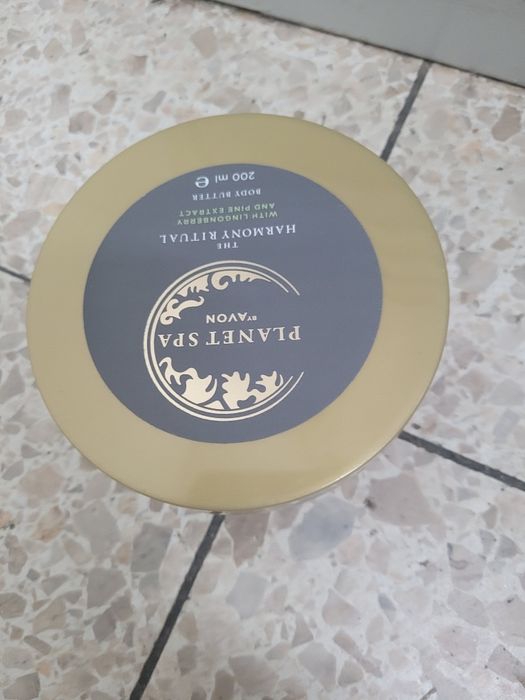 PLANET SPA
BY AVON
THE
HARMONY RITUAL
WITH LINGONBERRY
AND PINE EXTRACT
BODY BUTTER
200 ml ℮